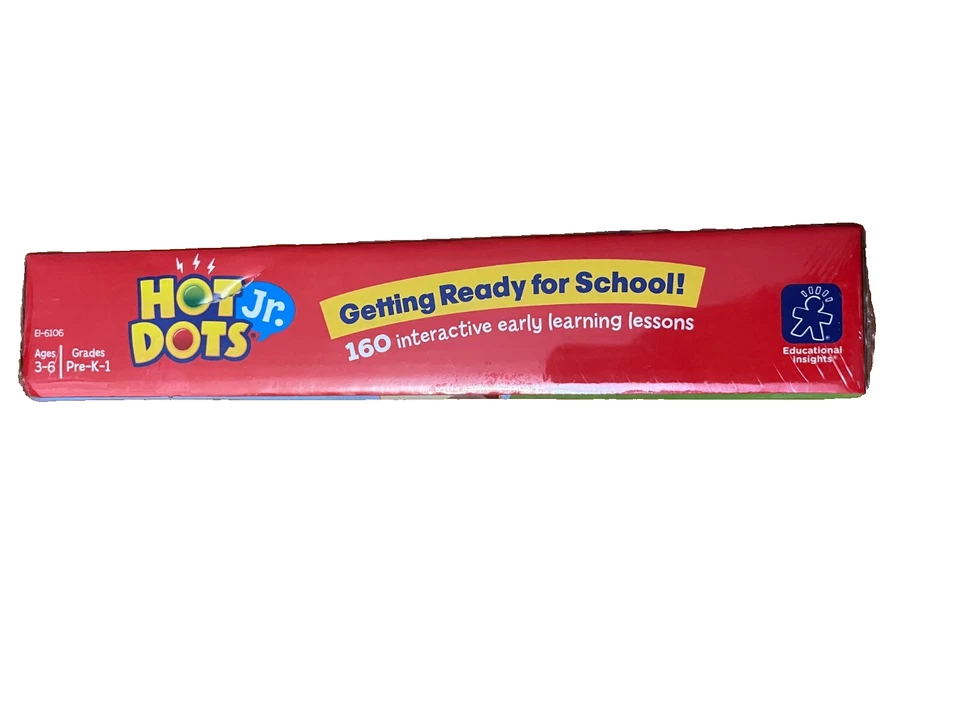 EI-6106
Ages
3-6
Grades
Pre-K-1
HOT
DOTS®
Jr.
Getting Ready for School!
160 interactive early learning lessons
Educational
Insights®